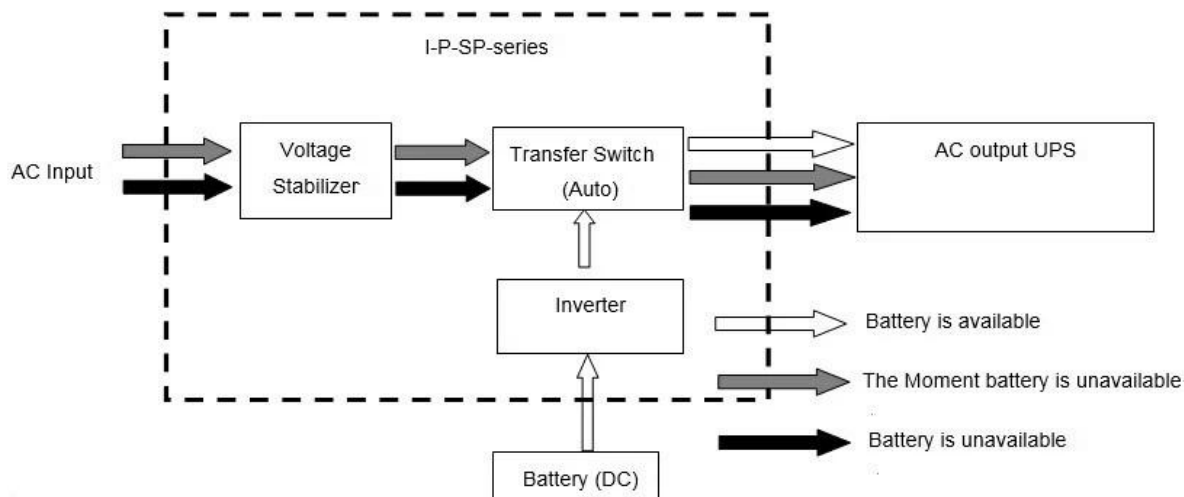 I-P-SP-series
AC Input
Voltage
Stabilizer
Transfer Switch
(Auto)
AC output UPS
Inverter
Battery is available
The Moment battery is unavailable
Battery is unavailable
Battery (DC)